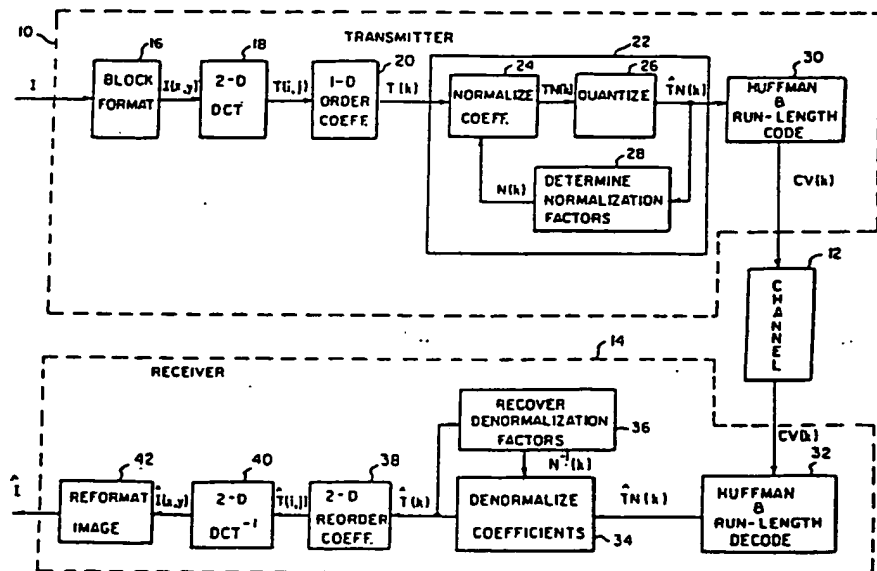 10
TRANSMITTER
I
16
BLOCK
FORMAT
I(x,y)
18
2-D
DCT
T(i,j)
20
1-D
ORDER
COEFF.
T(k)
22
24
NORMALIZE
COEFF.
TN(k)
26
QUANTIZE
T̂N(k)
28
DETERMINE
NORMALIZATION
FACTORS
N(k)
30
HUFFMAN
&
RUN-LENGTH
CODE
CV(k)
12
CHANNEL
CV(k)
14
RECEIVER
32
HUFFMAN
&
RUN-LENGTH
DECODE
T̂N(k)
RECOVER
DENORMALIZATION
FACTORS
36
N⁻¹(k)
DENORMALIZE
COEFFICIENTS
34
T̂(k)
38
2-D
REORDER
COEFF.
T̂(i,j)
40
2-D
DCT⁻¹
Î(x,y)
42
REFORMAT
IMAGE
Î